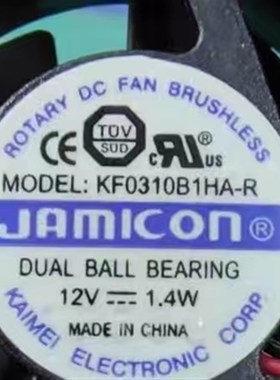 ROTARY DC FAN BRUSHLESS
CE TÜV SÜD c RU US
MODEL: KF0310B1HA-R
JAMICON®
DUAL BALL BEARING
12V ⎓ 1.4W
MADE IN CHINA
KAIMEI ELECTRONIC CORP.